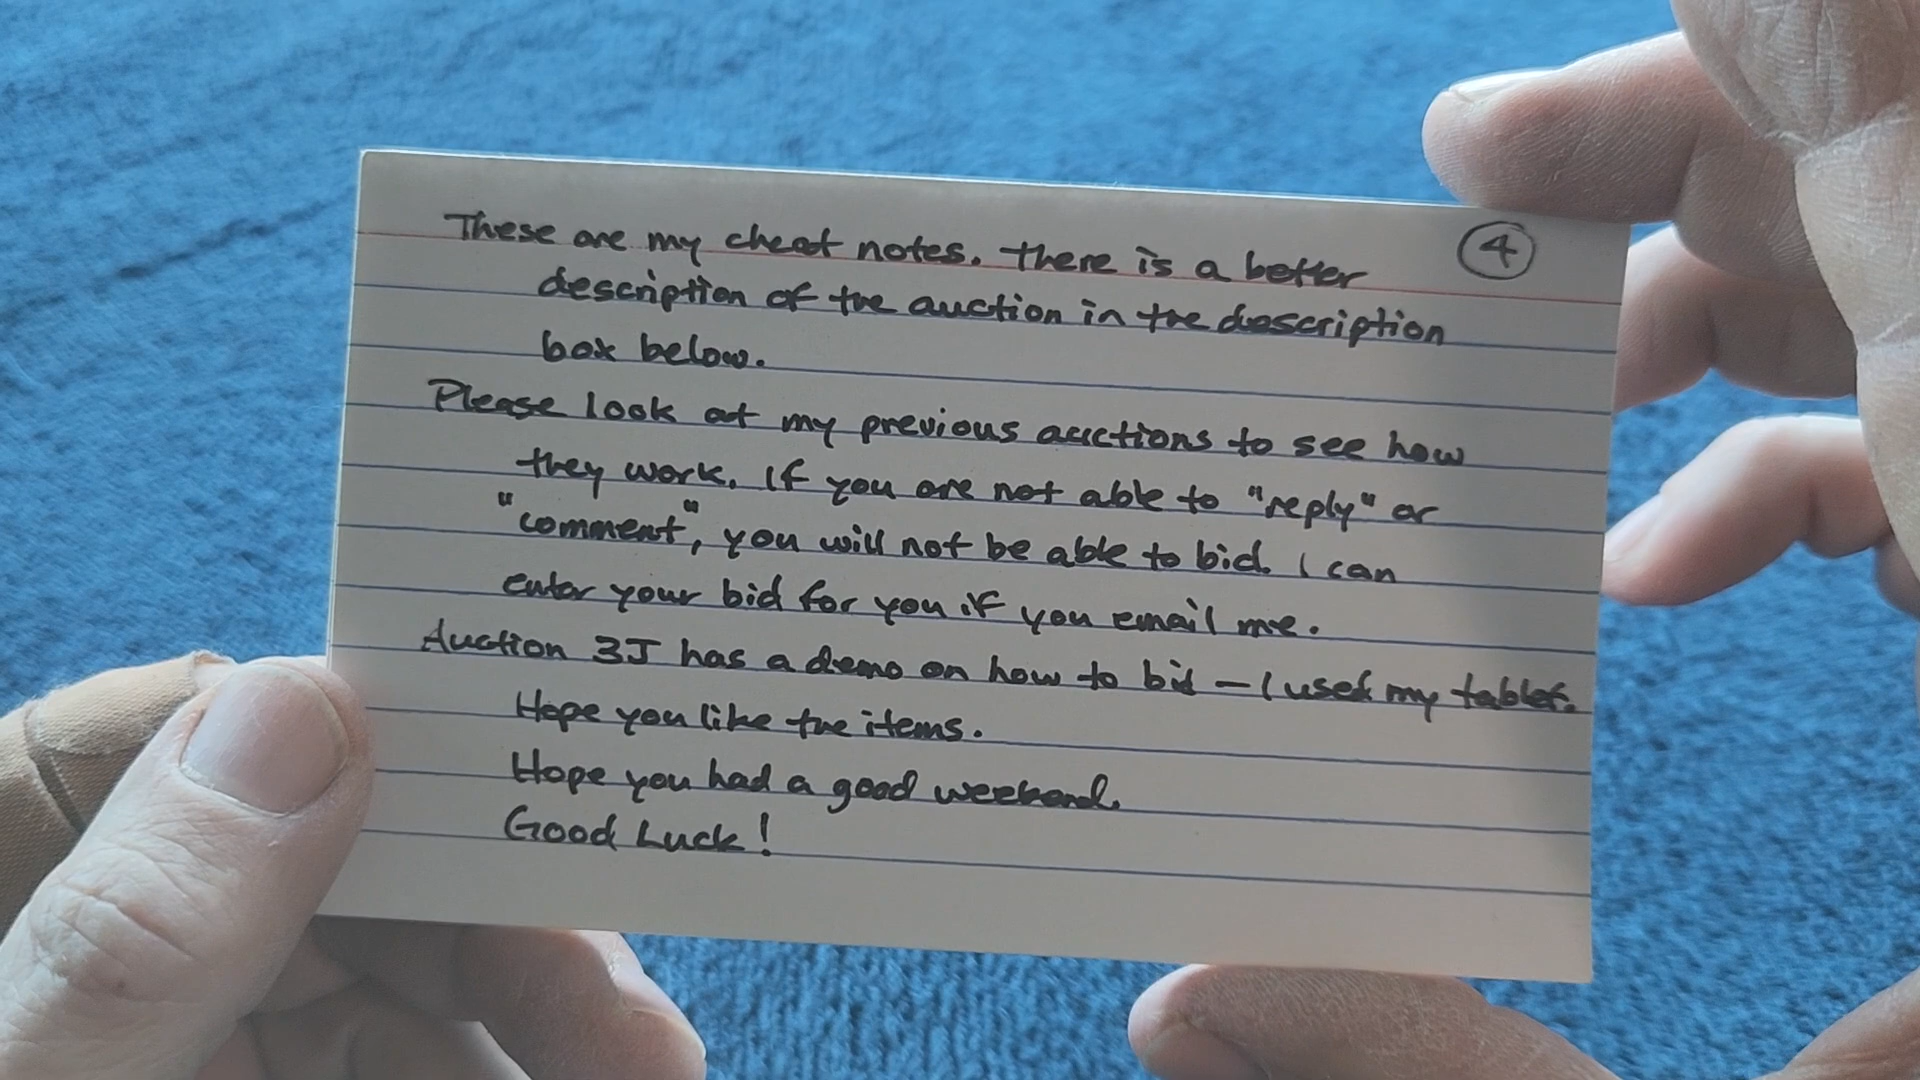 These are my cheat notes. There is a better
④
description of the auction in the description
box below.
Please look at my previous auctions to see how
they work. If you are not able to "reply" or
"comment", you will not be able to bid. I can
enter your bid for you if you email me.
Auction 3J has a demo on how to bid – I used my tablet.
Hope you like the items.
Hope you had a good weekend.
Good Luck!